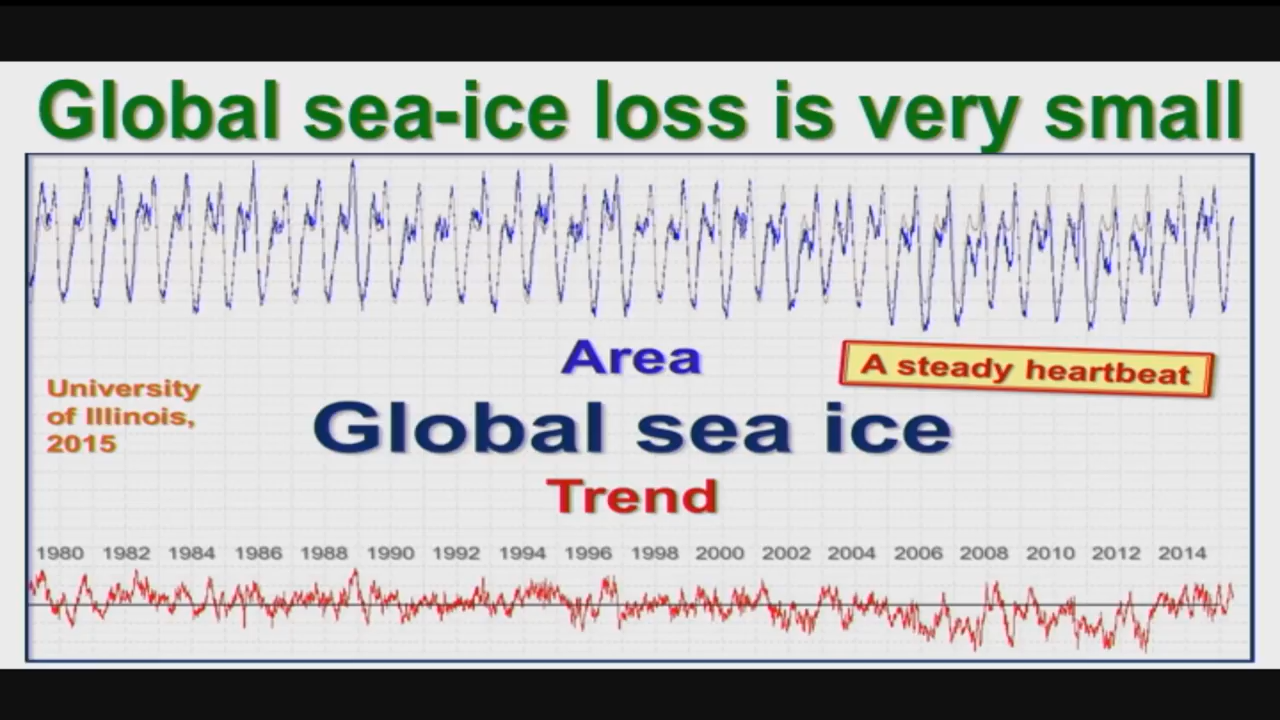 Global sea-ice loss is very small
Area
A steady heartbeat
University
of Illinois,
2015
Global sea ice
Trend
1980 1982 1984 1986 1988 1990 1992 1994 1996 1998 2000 2002 2004 2006 2008 2010 2012 2014